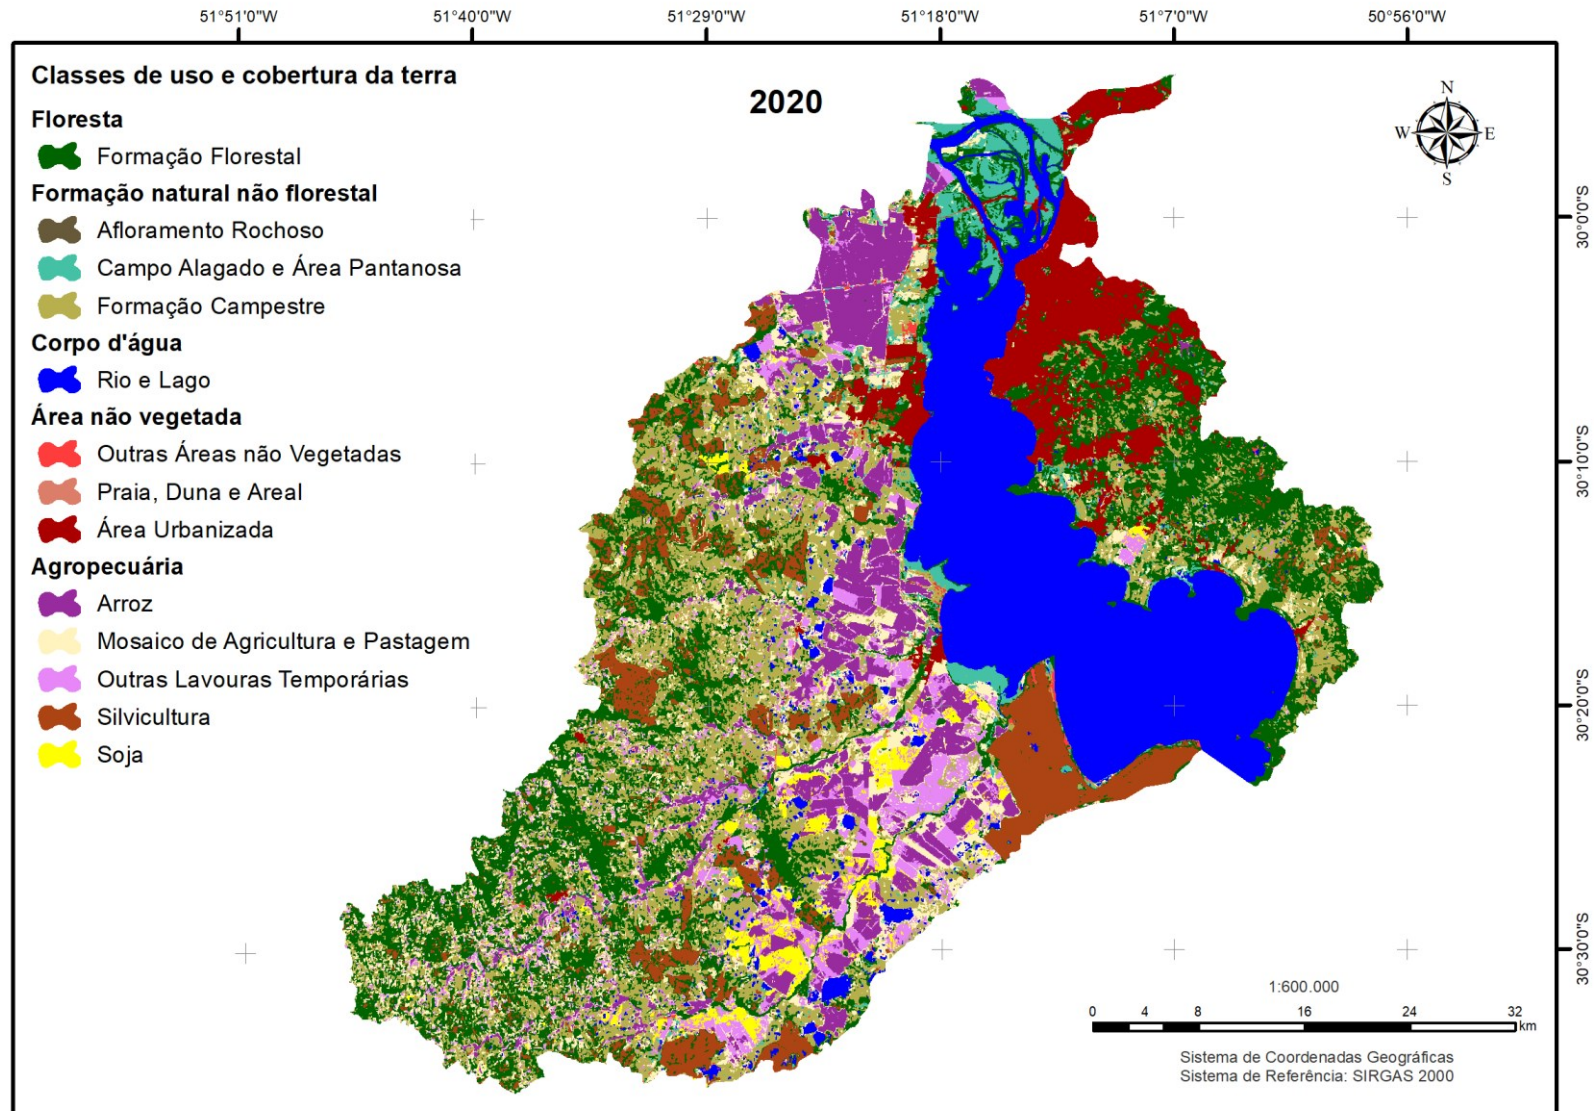 51°51'0"W 51°40'0"W 51°29'0"W 51°18'0"W 51°7'0"W 50°56'0"W
Classes de uso e cobertura da terra
2020
Floresta
Formação Florestal
Formação natural não florestal
Afloramento Rochoso
Campo Alagado e Área Pantanosa
Formação Campestre
Corpo d'água
Rio e Lago
Área não vegetada
Outras Áreas não Vegetadas
Praia, Duna e Areal
Área Urbanizada
Agropecuária
Arroz
Mosaico de Agricultura e Pastagem
Outras Lavouras Temporárias
Silvicultura
Soja
N
W E
S
30°0'0"S
30°10'0"S
30°20'0"S
30°30'0"S
1:600.000
0 4 8 16 24 32
km
Sistema de Coordenadas Geográficas
Sistema de Referência: SIRGAS 2000